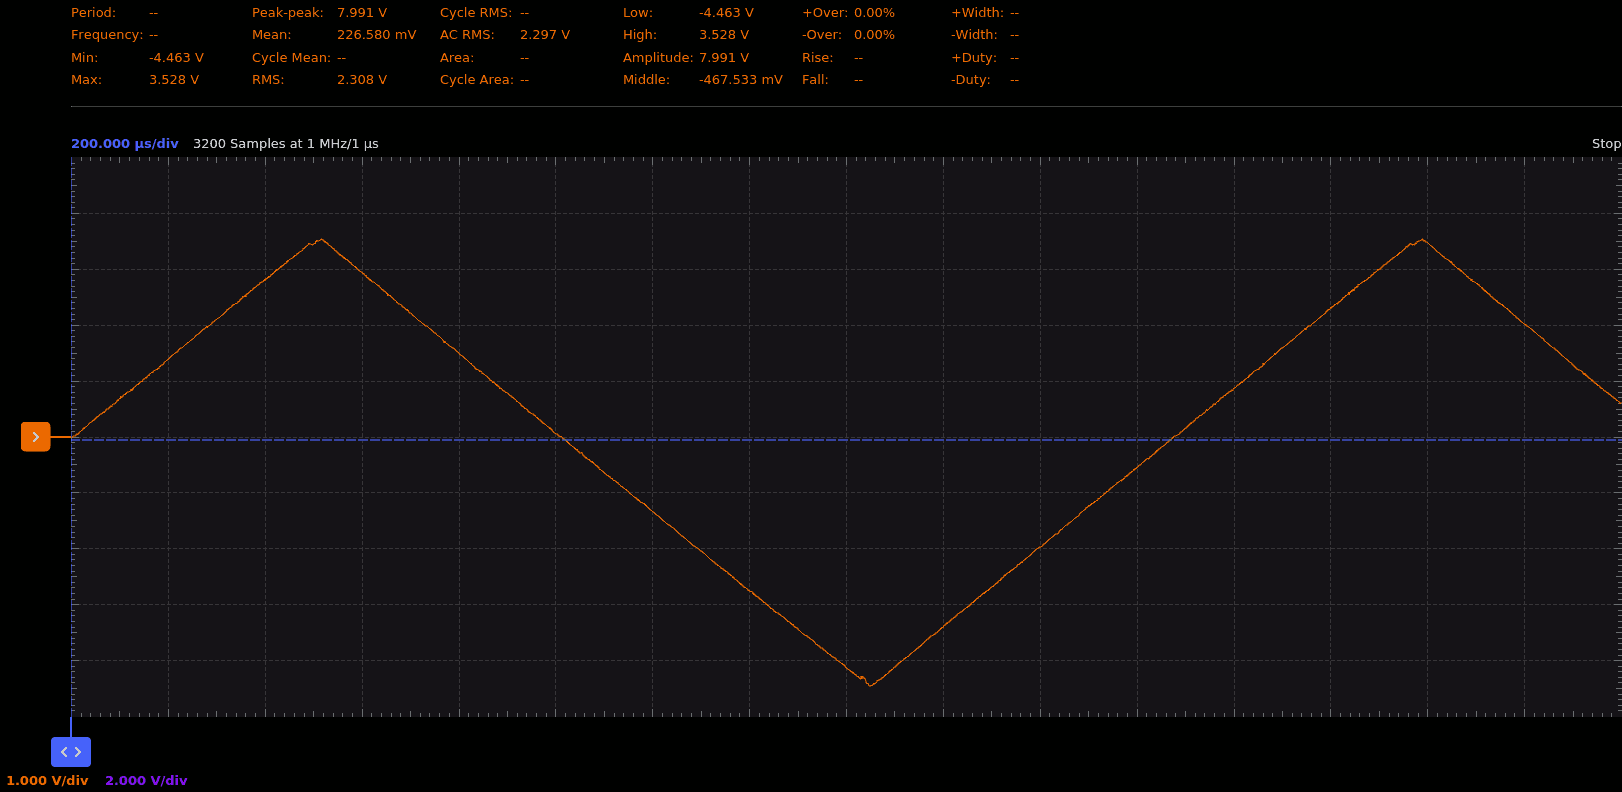 Period: -- Peak-peak: 7.991 V Cycle RMS: -- Low: -4.463 V +Over: 0.00% +Width: --
Frequency: -- Mean: 226.580 mV AC RMS: 2.297 V High: 3.528 V -Over: 0.00% -Width: --
Min: -4.463 V Cycle Mean: -- Area: -- Amplitude: 7.991 V Rise: -- +Duty: --
Max: 3.528 V RMS: 2.308 V Cycle Area: -- Middle: -467.533 mV Fall: -- -Duty: --
200.000 µs/div 3200 Samples at 1 MHz/1 µs Stop
1.000 V/div 2.000 V/div